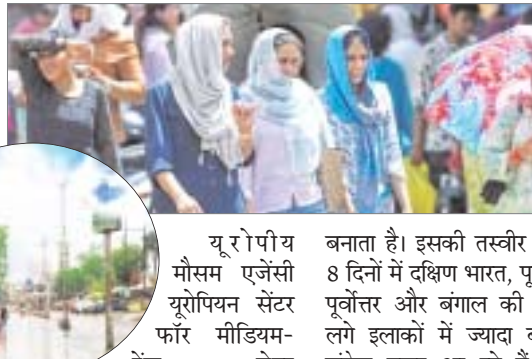 यूरोपीय
मौसम एजेंसी
यूरोपियन सेंटर
फॉर मीडियम-
बनाता है। इसकी तस्वीर
8 दिनों में दक्षिण भारत, पू
पूर्वोत्तर और बंगाल की
लगे इलाकों में ज्यादा